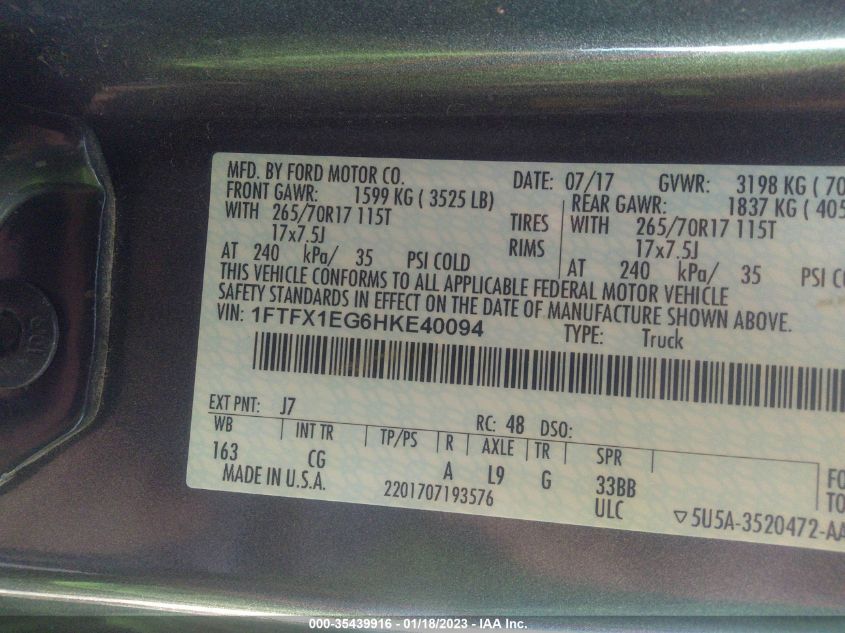 MFD. BY FORD MOTOR CO. DATE: 07/17 GVWR: 3198 KG ( 70
FRONT GAWR: 1599 KG ( 3525 LB) REAR GAWR: 1837 KG ( 405
WITH 265/70R17 115T TIRES WITH 265/70R17 115T
17x7.5J RIMS 17x7.5J
AT 240 kPa/ 35 PSI COLD AT 240 kPa/ 35 PSI CO
THIS VEHICLE CONFORMS TO ALL APPLICABLE FEDERAL MOTOR VEHICLE
SAFETY STANDARDS IN EFFECT ON THE DATE OF MANUFACTURE SHOWN ABOVE.
VIN: 1FTFX1EG6HKE40094 TYPE: Truck
EXT PNT: J7 RC: 48 DSO:
WB INT TR TP/PS R AXLE TR SPR
163 CG A L9 G 33BB
MADE IN U.S.A. 2201707193576 ULC
FO
TO
▽5U5A-3520472-AA
000-35439916 - 01/18/2023 - IAA Inc.